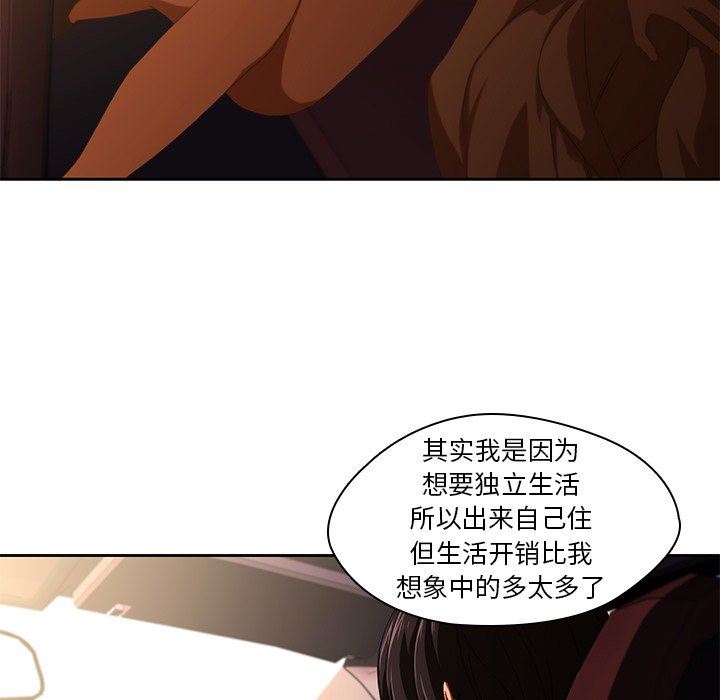 其实我是因为
想要独立生活
所以出来自己住
但生活开销比我
想象中的多太多了